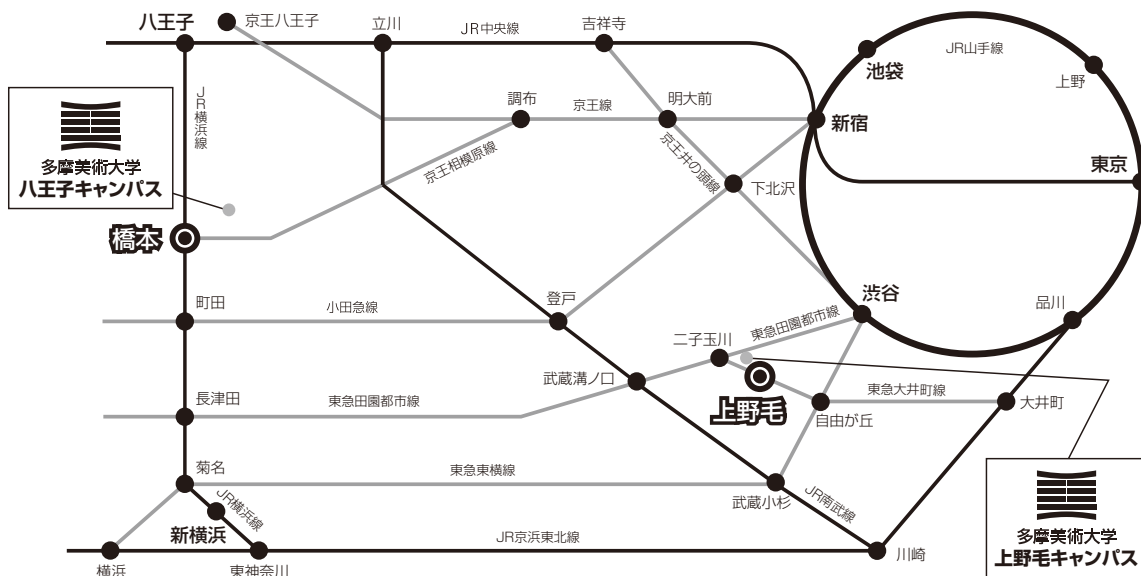 八王子
京王八王子
立川
JR中央線
吉祥寺
池袋
JR山手線
上野
JR横浜線
調布
京王線
明大前
新宿
多摩美術大学
八王子キャンパス
京王相模原線
京王井の頭線
下北沢
東京
橋本
町田
小田急線
登戸
渋谷
品川
二子玉川
東急田園都市線
武蔵溝ノ口
長津田
東急田園都市線
上野毛
自由が丘
東急大井町線
大井町
菊名
東急東横線
武蔵小杉
JR南武線
JR横浜線
新横浜
JR京浜東北線
川崎
横浜
東神奈川
多摩美術大学
上野毛キャンパス